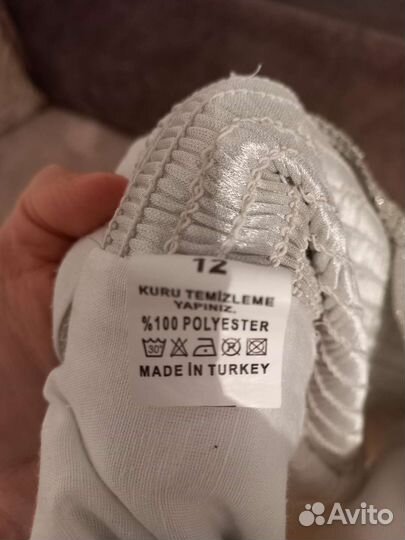 12
KURU TEMİZLEME
YAPINIZ.
%100 POLYESTER
30°
MADE İN TURKEY
Avito